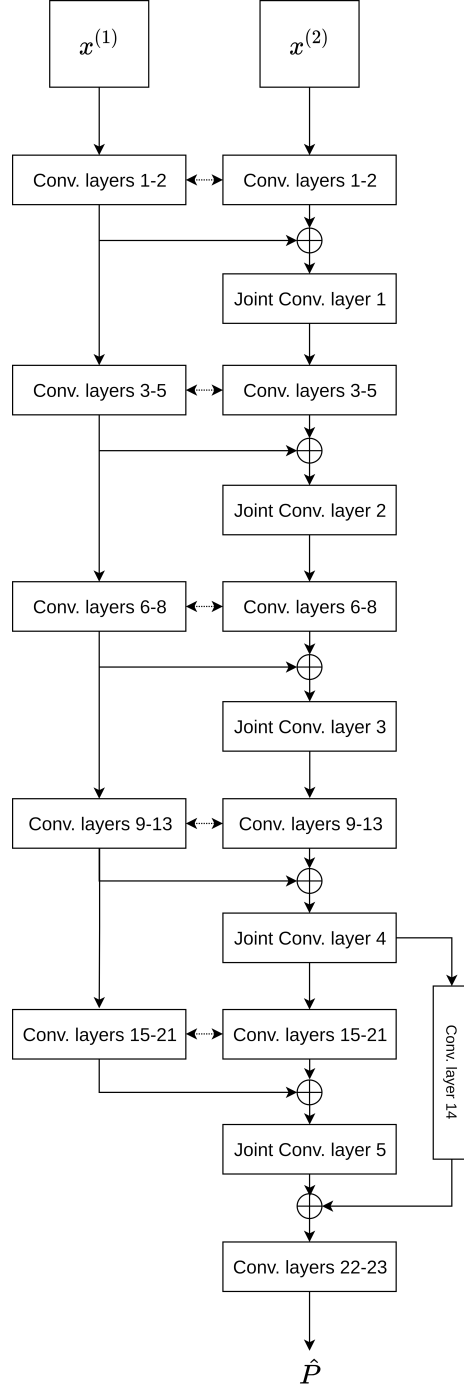 x^{(1)}
x^{(2)}
Conv. layers 1-2
Conv. layers 1-2
Joint Conv. layer 1
Conv. layers 3-5
Conv. layers 3-5
Joint Conv. layer 2
Conv. layers 6-8
Conv. layers 6-8
Joint Conv. layer 3
Conv. layers 9-13
Conv. layers 9-13
Joint Conv. layer 4
Conv. layers 15-21
Conv. layers 15-21
Conv. layer 14
Joint Conv. layer 5
Conv. layers 22-23
P̂